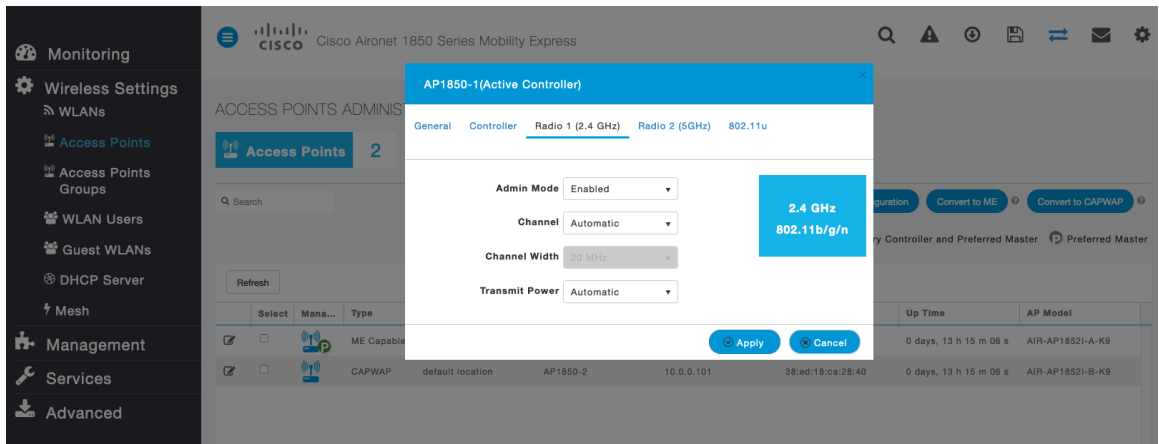 Monitoring
Wireless Settings
WLANs
Access Points
Access Points
Groups
WLAN Users
Guest WLANs
DHCP Server
Mesh
Management
Services
Advanced
CISCO Cisco Aironet 1850 Series Mobility Express
ACCESS POINTS ADMINIS
Access Points 2
Search
guration Convert to ME Convert to CAPWAP
ry Controller and Preferred Master P Preferred Master
Refresh
Select Mana... Type Up Time AP Model
P ME Capable 0 days, 13 h 15 m 06 s AIR-AP1852I-A-K9
CAPWAP default location AP1850-2 10.0.0.101 38:ed:18:ca:28:40 0 days, 13 h 15 m 06 s AIR-AP1852I-B-K9
AP1850-1(Active Controller)
General Controller Radio 1 (2.4 GHz) Radio 2 (5GHz) 802.11u
Admin Mode Enabled
Channel Automatic
Channel Width 20 MHz
Transmit Power Automatic
2.4 GHz
802.11b/g/n
Apply Cancel